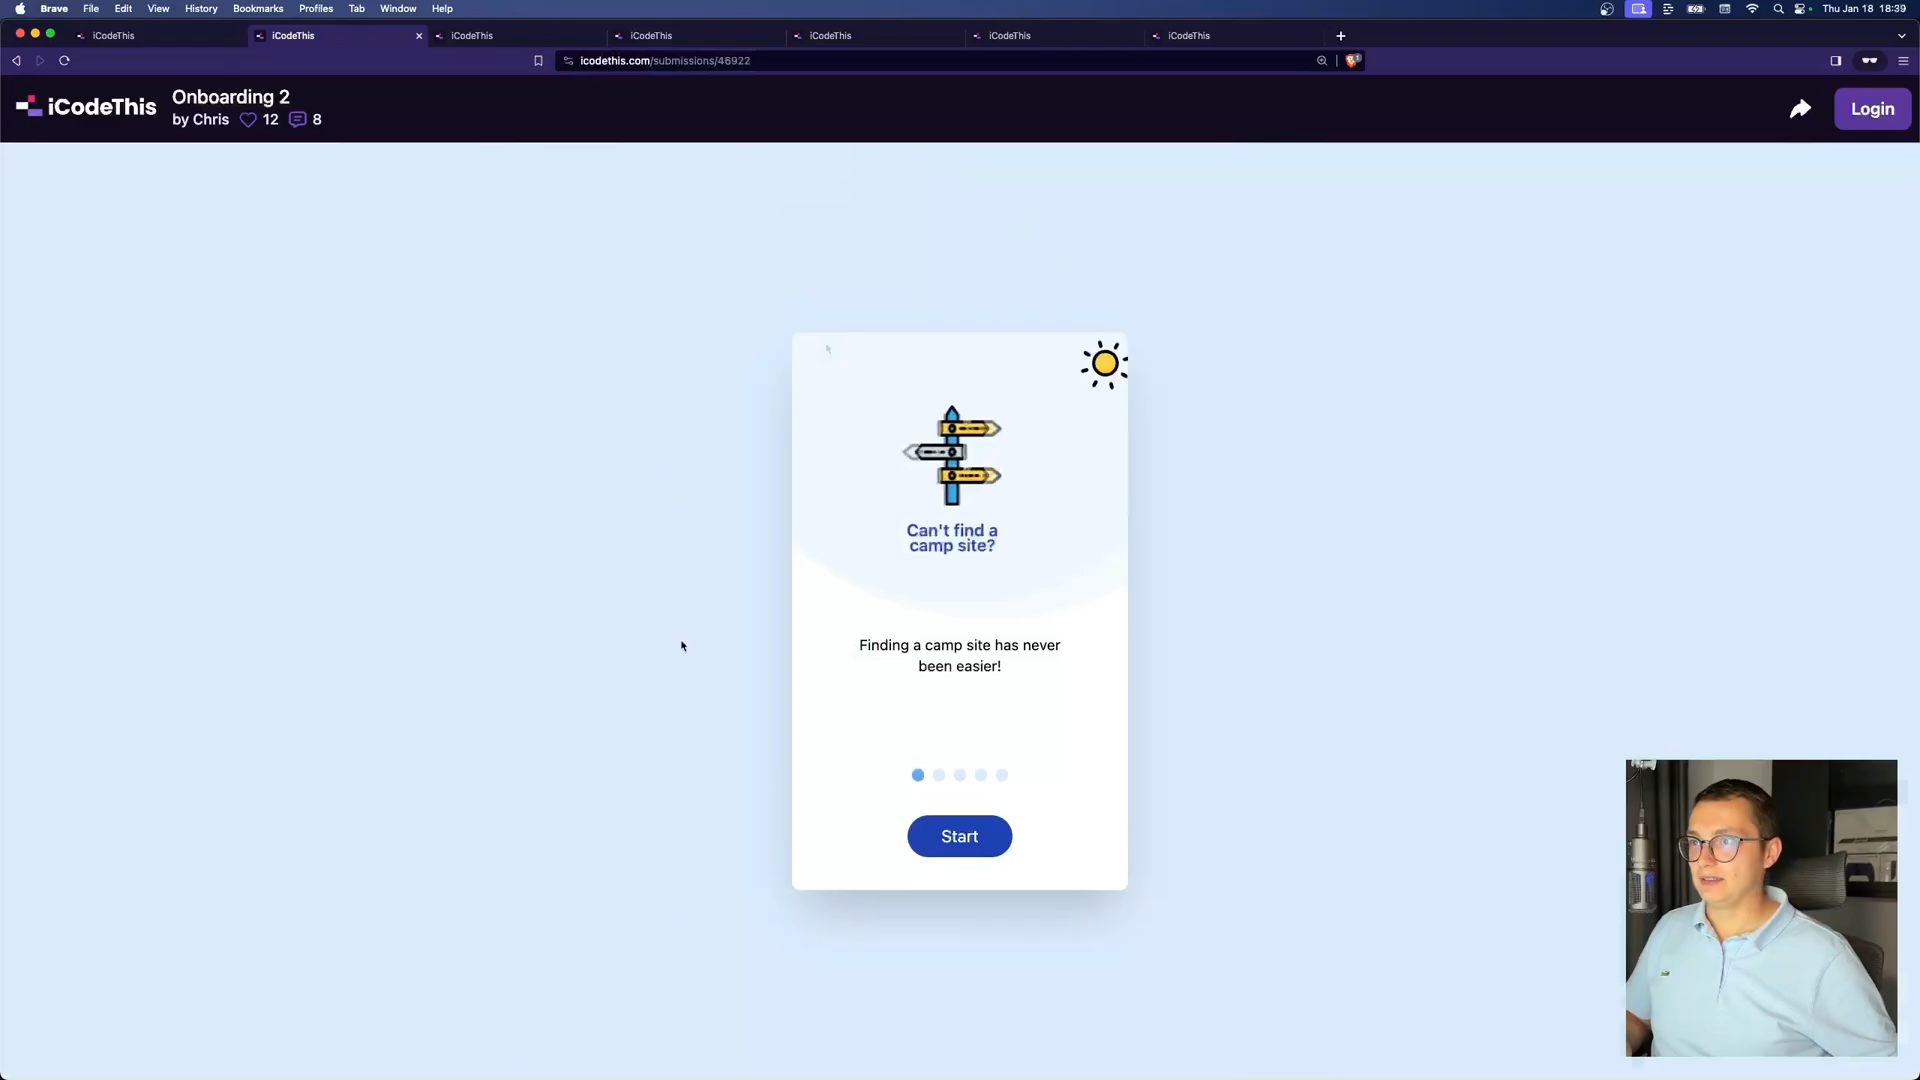 Brave File Edit View History Bookmarks Profiles Tab Window Help Thu Jan 18 18:39
iCodeThis iCodeThis iCodeThis iCodeThis iCodeThis iCodeThis iCodeThis
icodethis.com/submissions/46922
iCodeThis
Onboarding 2
by Chris 12 8
Login
Can't find a
camp site?
Finding a camp site has never
been easier!
Start